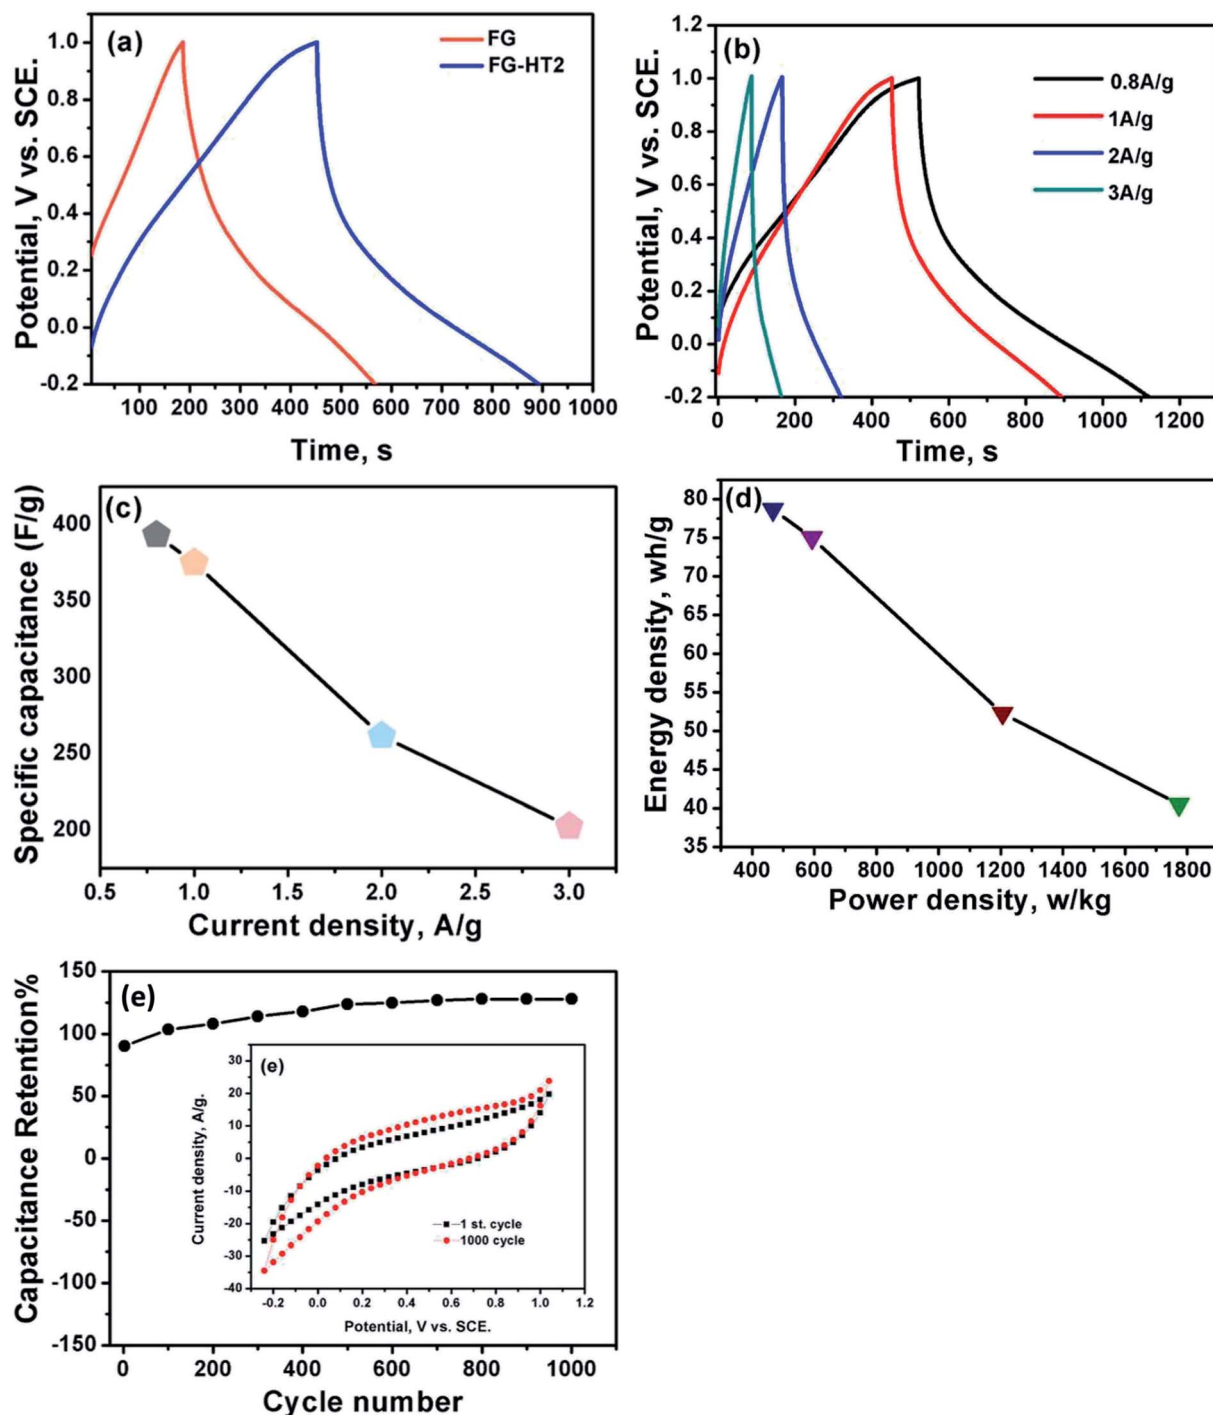 (a)
FG
FG-HT2
Potential, V vs. SCE.
1.0
0.8
0.6
0.4
0.2
0.0
-0.2
0 100 200 300 400 500 600 700 800 900 1000
Time, s
(b)
0.8A/g
1A/g
2A/g
3A/g
Potential, V vs. SCE.
1.2
1.0
0.8
0.6
0.4
0.2
0.0
-0.2
0 200 400 600 800 1000 1200
Time, s
(c)
Specific capacitance (F/g)
400
350
300
250
200
0.5 1.0 1.5 2.0 2.5 3.0
Current density, A/g
(d)
Energy density, wh/g
80
75
70
65
60
55
50
45
40
35
400 600 800 1000 1200 1400 1600 1800
Power density, w/kg
(e)
Capacitance Retention%
150
125
100
75
50
25
0
-25
-50
-75
-100
-125
-150
0 200 400 600 800 1000
Cycle number
(e)
Current density, A/g.
30
20
10
0
-10
-20
-30
-40
1 st. cycle
1000 cycle
-0.2 0.0 0.2 0.4 0.6 0.8 1.0 1.2
Potential, V vs. SCE.